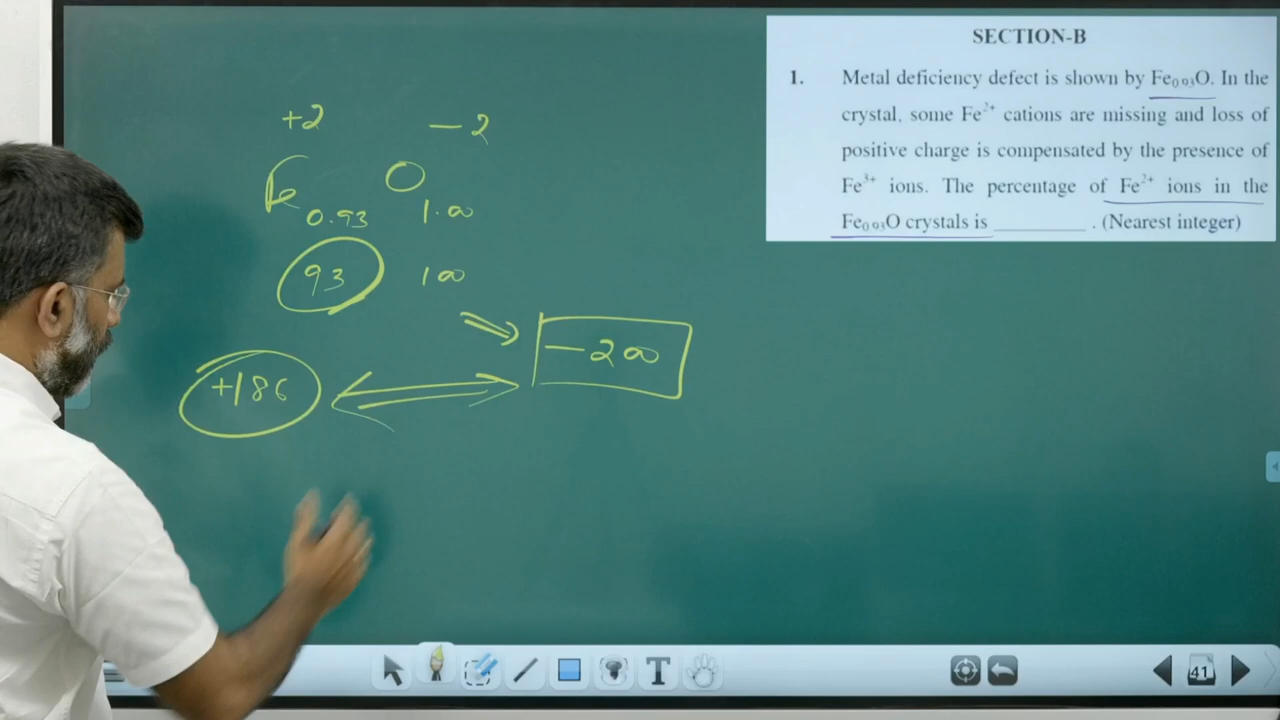 SECTION-B
1. Metal deficiency defect is shown by Fe₀.₉₃O. In the
crystal, some Fe²⁺ cations are missing and loss of
positive charge is compensated by the presence of
Fe³⁺ ions. The percentage of Fe²⁺ ions in the
Fe₀.₉₃O crystals is ________ . (Nearest integer)
+2 -2
Fe O
0.93 1.00
93 100
-200
+186
T
41